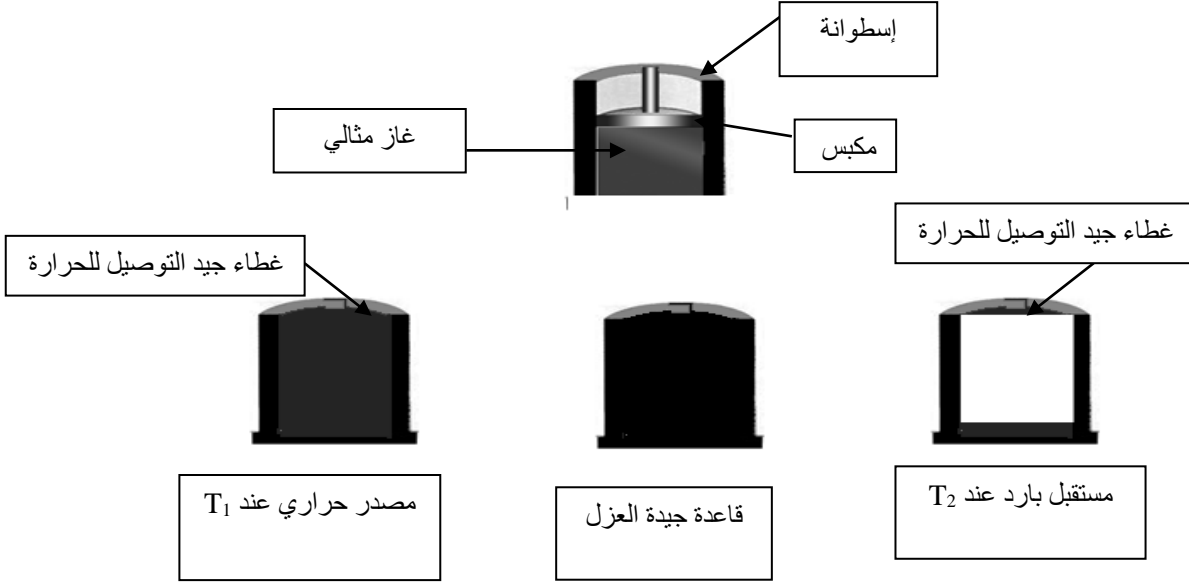 إسطوانة
غاز مثالي
مكبس
غطاء جيد التوصيل للحرارة
غطاء جيد التوصيل للحرارة
مصدر حراري عند T₁
قاعدة جيدة العزل
مستقبل بارد عند T₂